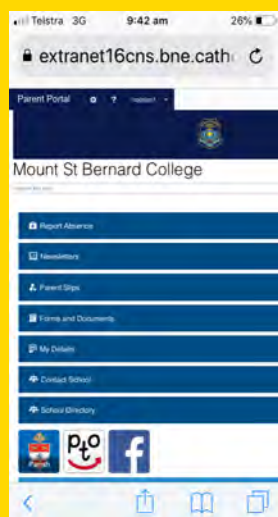 Telstra 3G 9:42 am 26%
extranet16cns.bne.cath
Parent Portal ?
Mount St Bernard College
Report Absence
Newsletters
Parent Slips
Forms and Documents
My Details
Contact School
School Directory
Parish
pto
f